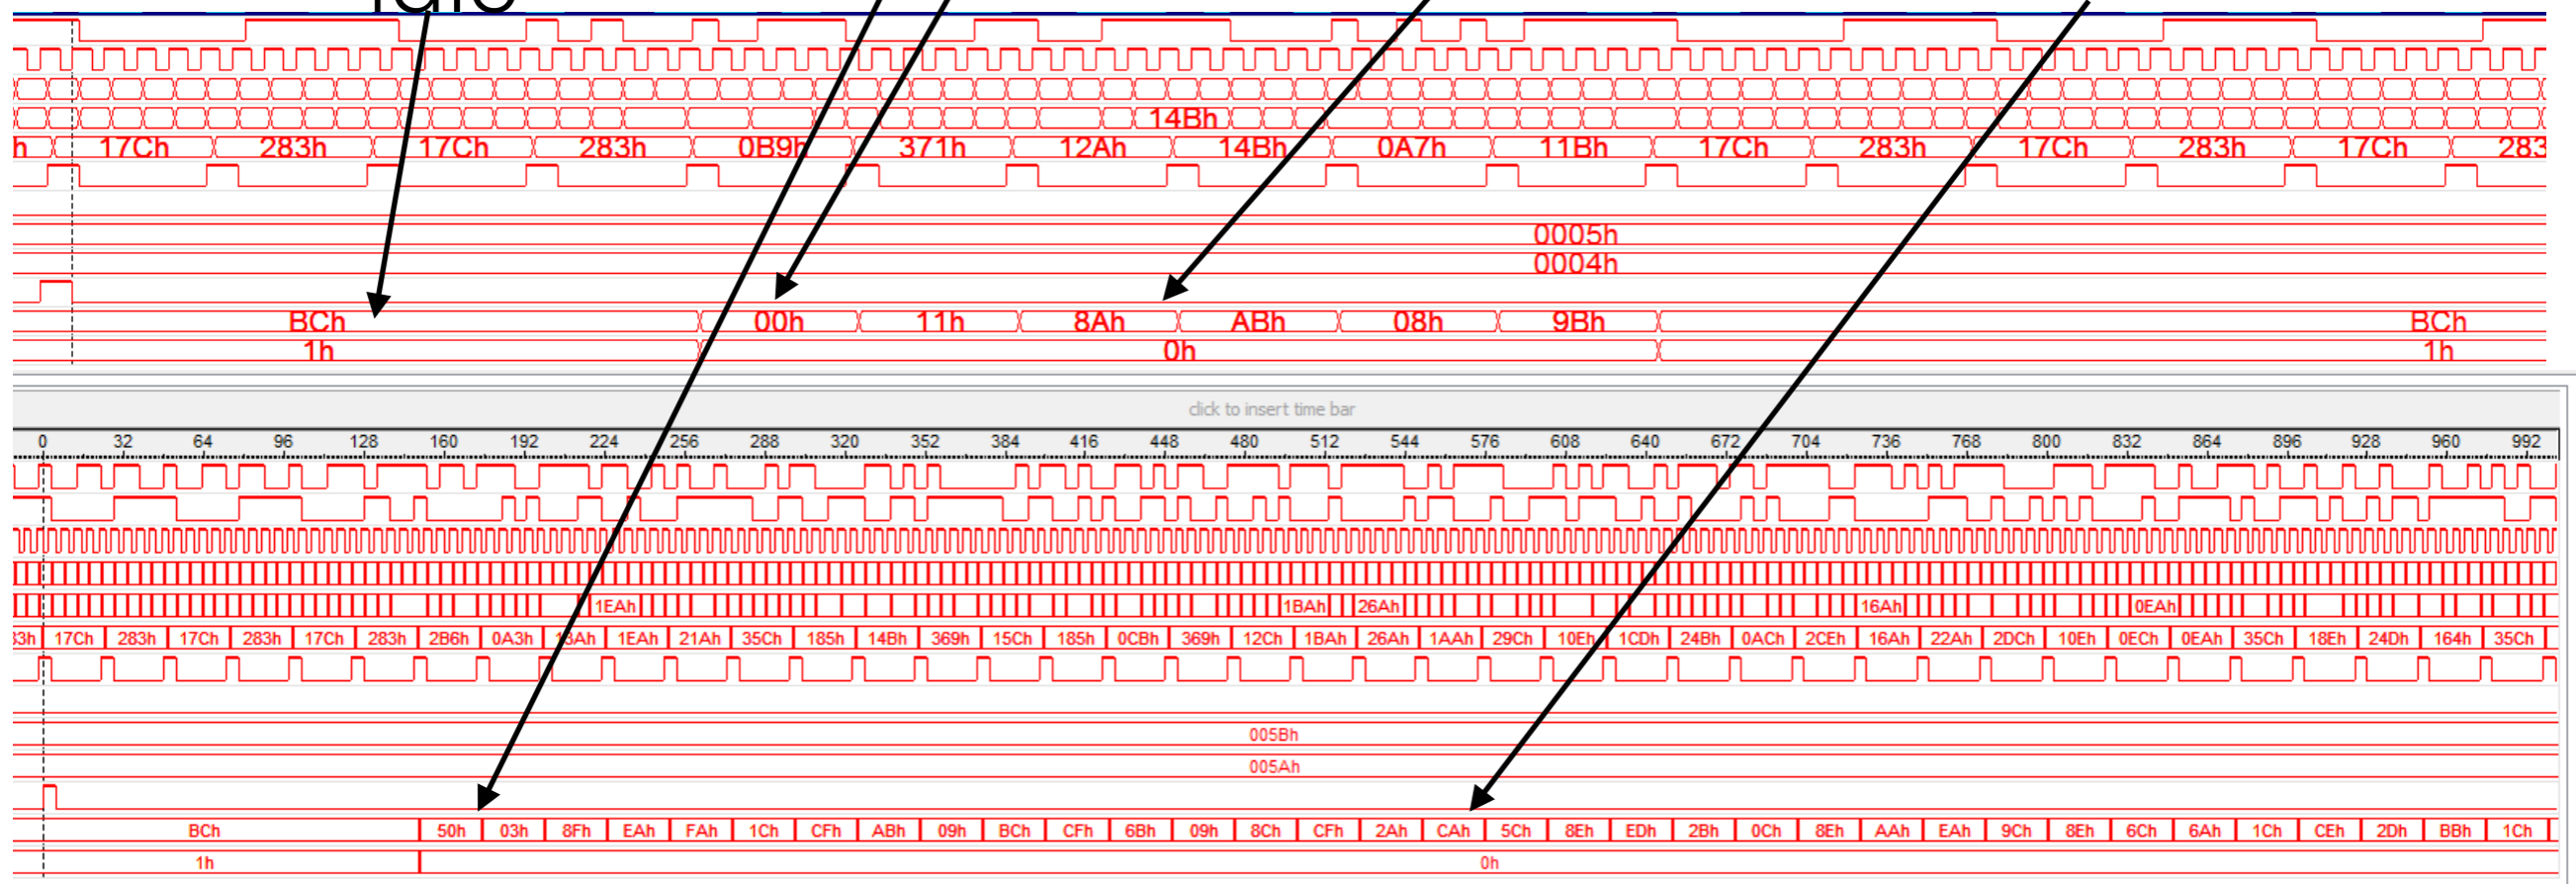 Idle
14Bh
h 17Ch 283h 17Ch 283h 0B9h 371h 12Ah 14Bh 0A7h 11Bh 17Ch 283h 17Ch 283h 17Ch 283
0005h
0004h
BCh 00h 11h 8Ah ABh 08h 9Bh BCh
1h 0h 1h
click to insert time bar
0 32 64 96 128 160 192 224 256 288 320 352 384 416 448 480 512 544 576 608 640 672 704 736 768 800 832 864 896 928 960 992
1EAh 1BAh 26Ah 16Ah 0EAh
83h 17Ch 283h 17Ch 283h 17Ch 283h 2B6h 0A3h 13Ah 1EAh 21Ah 35Ch 185h 14Bh 369h 15Ch 185h 0CBh 369h 12Ch 1BAh 26Ah 1AAh 29Ch 10Eh 1CDh 24Bh 0ACh 2CEh 16Ah 22Ah 2DCh 10Eh 0ECh 0EAh 35Ch 18Eh 24Dh 164h 35Ch
005Bh
005Ah
BCh 50h 03h 8Fh EAh FAh 1Ch CFh ABh 09h BCh CFh 6Bh 09h 8Ch CFh 2Ah CAh 5Ch 8Eh EDh 2Bh 0Ch 8Eh AAh EAh 9Ch 8Eh 6Ch 6Ah 1Ch CEh 2Dh BBh 1Ch
1h 0h